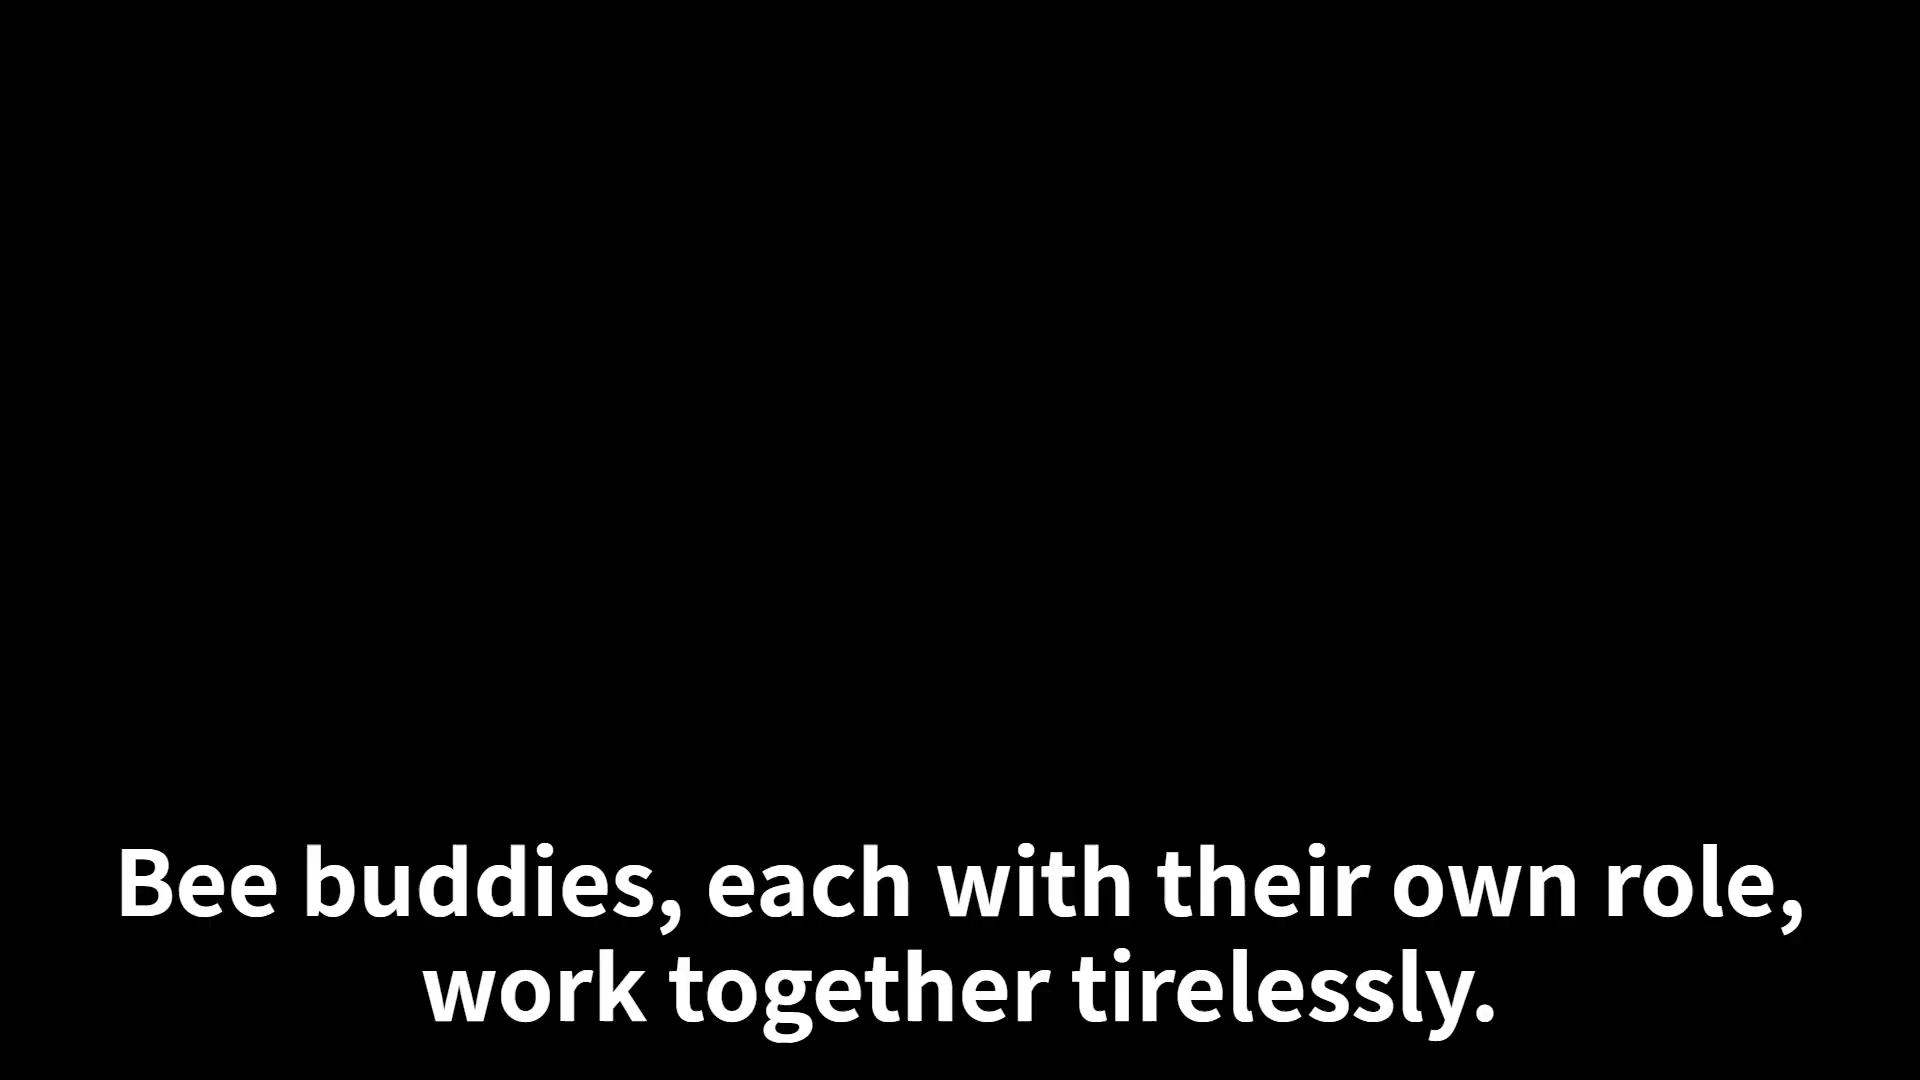 Bee buddies, each with their own role,
work together tirelessly.